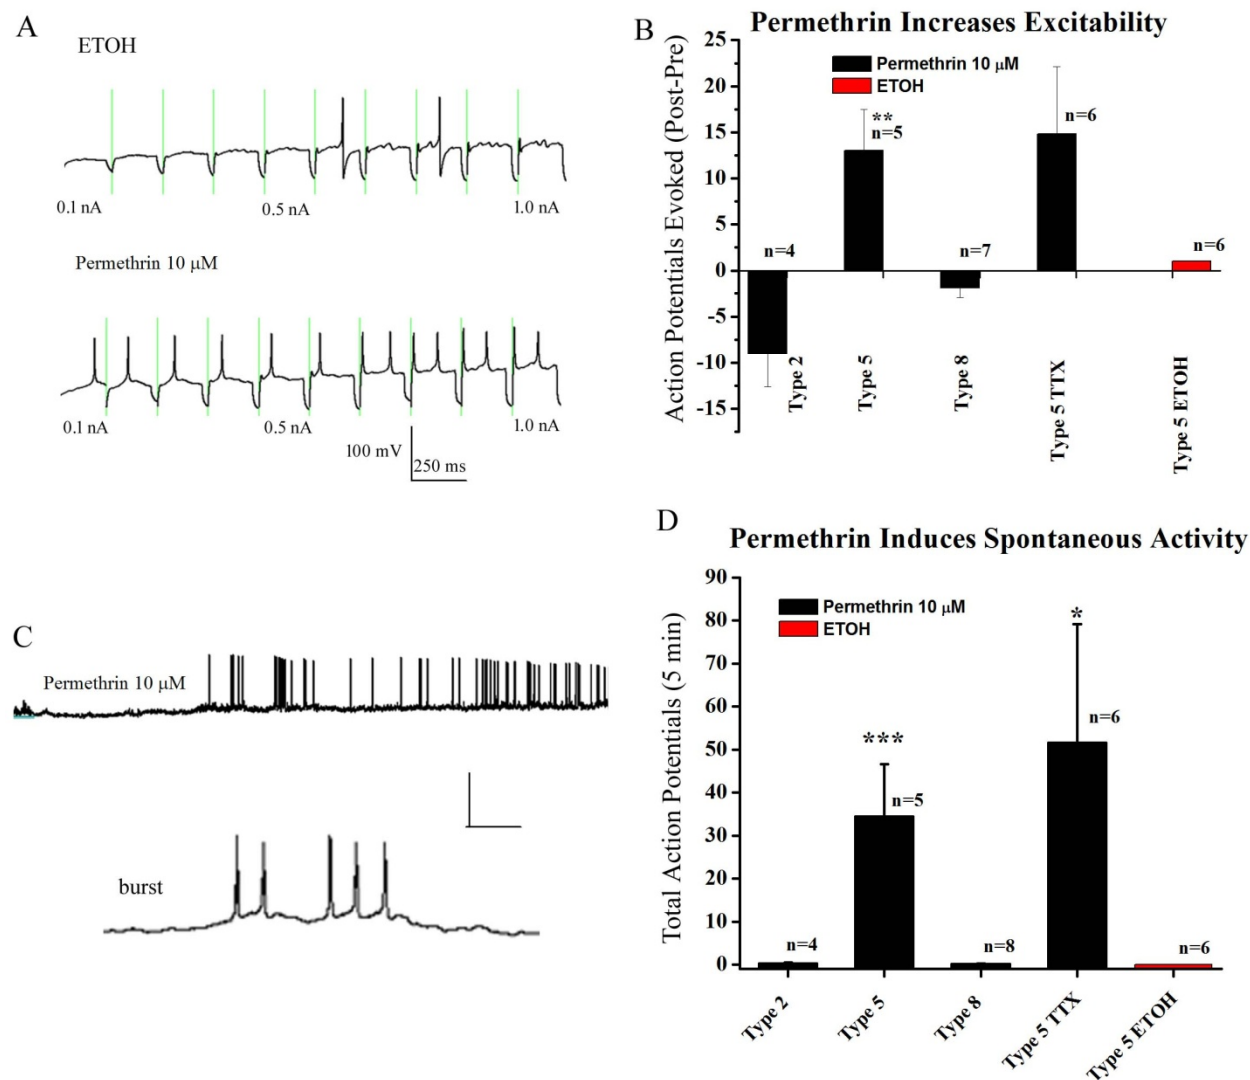 A
ETOH
0.1 nA
0.5 nA
1.0 nA
Permethrin 10 μM
0.1 nA
0.5 nA
1.0 nA
100 mV
250 ms
B
Permethrin Increases Excitability
Action Potentials Evoked (Post-Pre)
25
20
15
10
5
0
-5
-10
-15
Permethrin 10 μM
ETOH
n=4
**
n=5
n=7
n=6
n=6
Type 2
Type 5
Type 8
Type 5 TTX
Type 5 ETOH
C
Permethrin 10 μM
burst
D
Permethrin Induces Spontaneous Activity
Total Action Potentials (5 min)
90
80
70
60
50
40
30
20
10
0
Permethrin 10 μM
ETOH
n=4
***
n=5
n=8
*
n=6
n=6
Type 2
Type 5
Type 8
Type 5 TTX
Type 5 ETOH